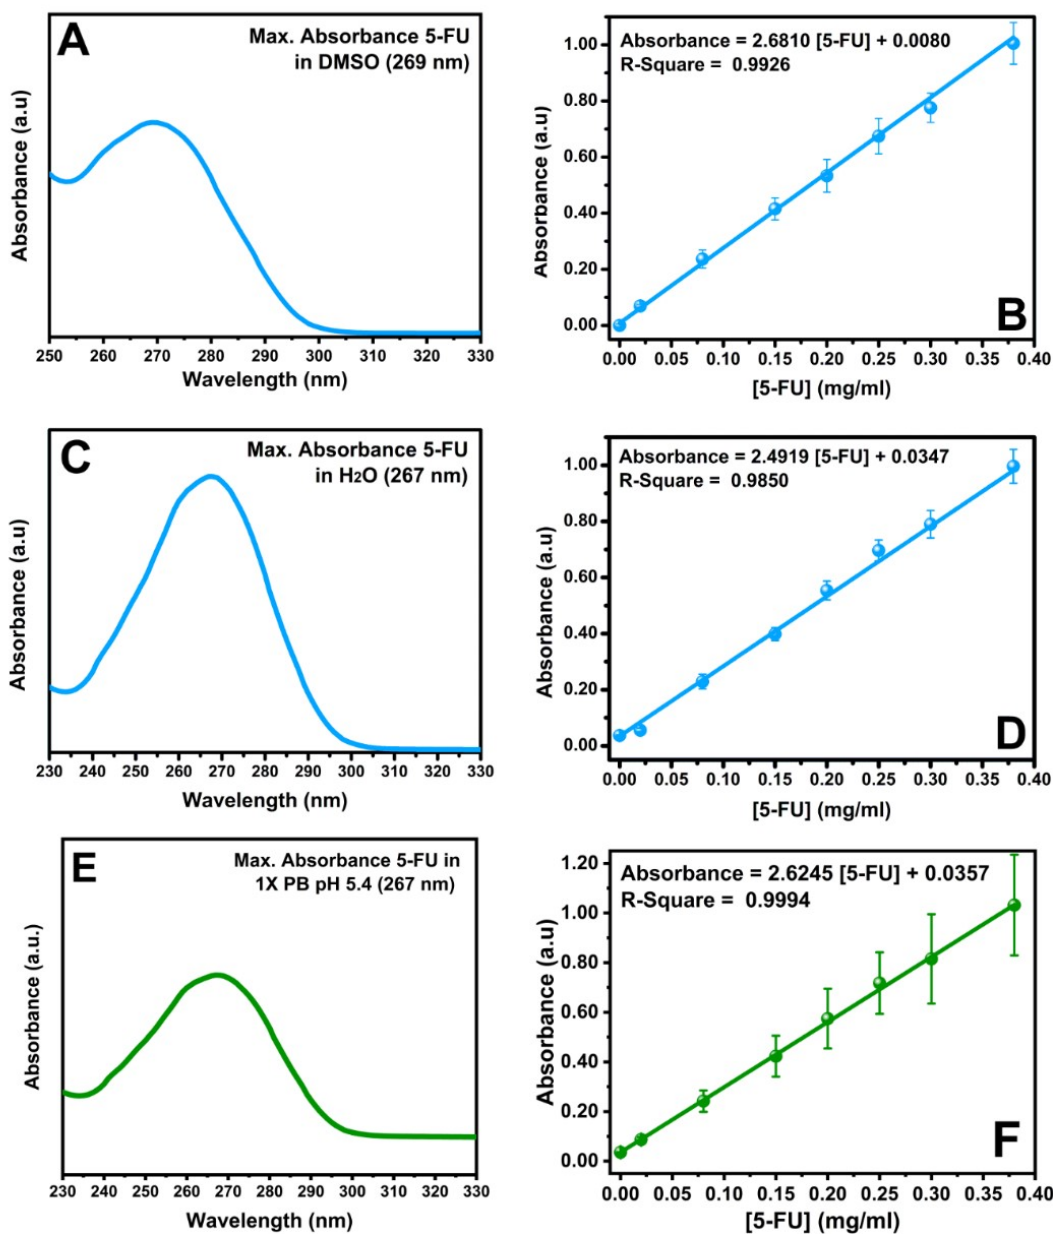 A
Max. Absorbance 5-FU
in DMSO (269 nm)
Absorbance (a.u)
250 260 270 280 290 300 310 320 330
Wavelength (nm)
Absorbance = 2.6810 [5-FU] + 0.0080
R-Square = 0.9926
Absorbance (a.u)
1.00
0.80
0.60
0.40
0.20
0.00
B
0.00 0.05 0.10 0.15 0.20 0.25 0.30 0.35 0.40
[5-FU] (mg/ml)
C
Max. Absorbance 5-FU
in H₂O (267 nm)
Absorbance (a.u)
230 240 250 260 270 280 290 300 310 320 330
Wavelength (nm)
Absorbance = 2.4919 [5-FU] + 0.0347
R-Square = 0.9850
Absorbance (a.u)
1.00
0.80
0.60
0.40
0.20
0.00
D
0.00 0.05 0.10 0.15 0.20 0.25 0.30 0.35 0.40
[5-FU] (mg/ml)
E
Max. Absorbance 5-FU in
1X PB pH 5.4 (267 nm)
Absorbance (a.u.)
230 240 250 260 270 280 290 300 310 320 330
Wavelength (nm)
Absorbance = 2.6245 [5-FU] + 0.0357
R-Square = 0.9994
Absorbance (a.u)
1.20
1.00
0.80
0.60
0.40
0.20
0.00
F
0.00 0.05 0.10 0.15 0.20 0.25 0.30 0.35 0.40
[5-FU] (mg/ml)